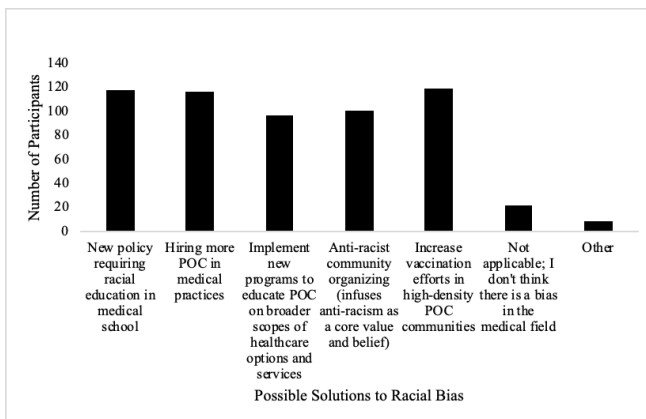 Number of Participants
140
120
100
80
60
40
20
0
New policy
requiring
racial
education in
medical
school
Hiring more
POC in
medical
practices
Implement
new
programs to
educate POC
on broader
scopes of
healthcare
options and
services
Anti-racist
community
organizing
(infuses
anti-racism as
a core value
and belief)
Increase
vaccination
efforts in
high-density
POC
communities
Not
applicable; I
don't think
there is a bias
in the
medical field
Other
Possible Solutions to Racial Bias